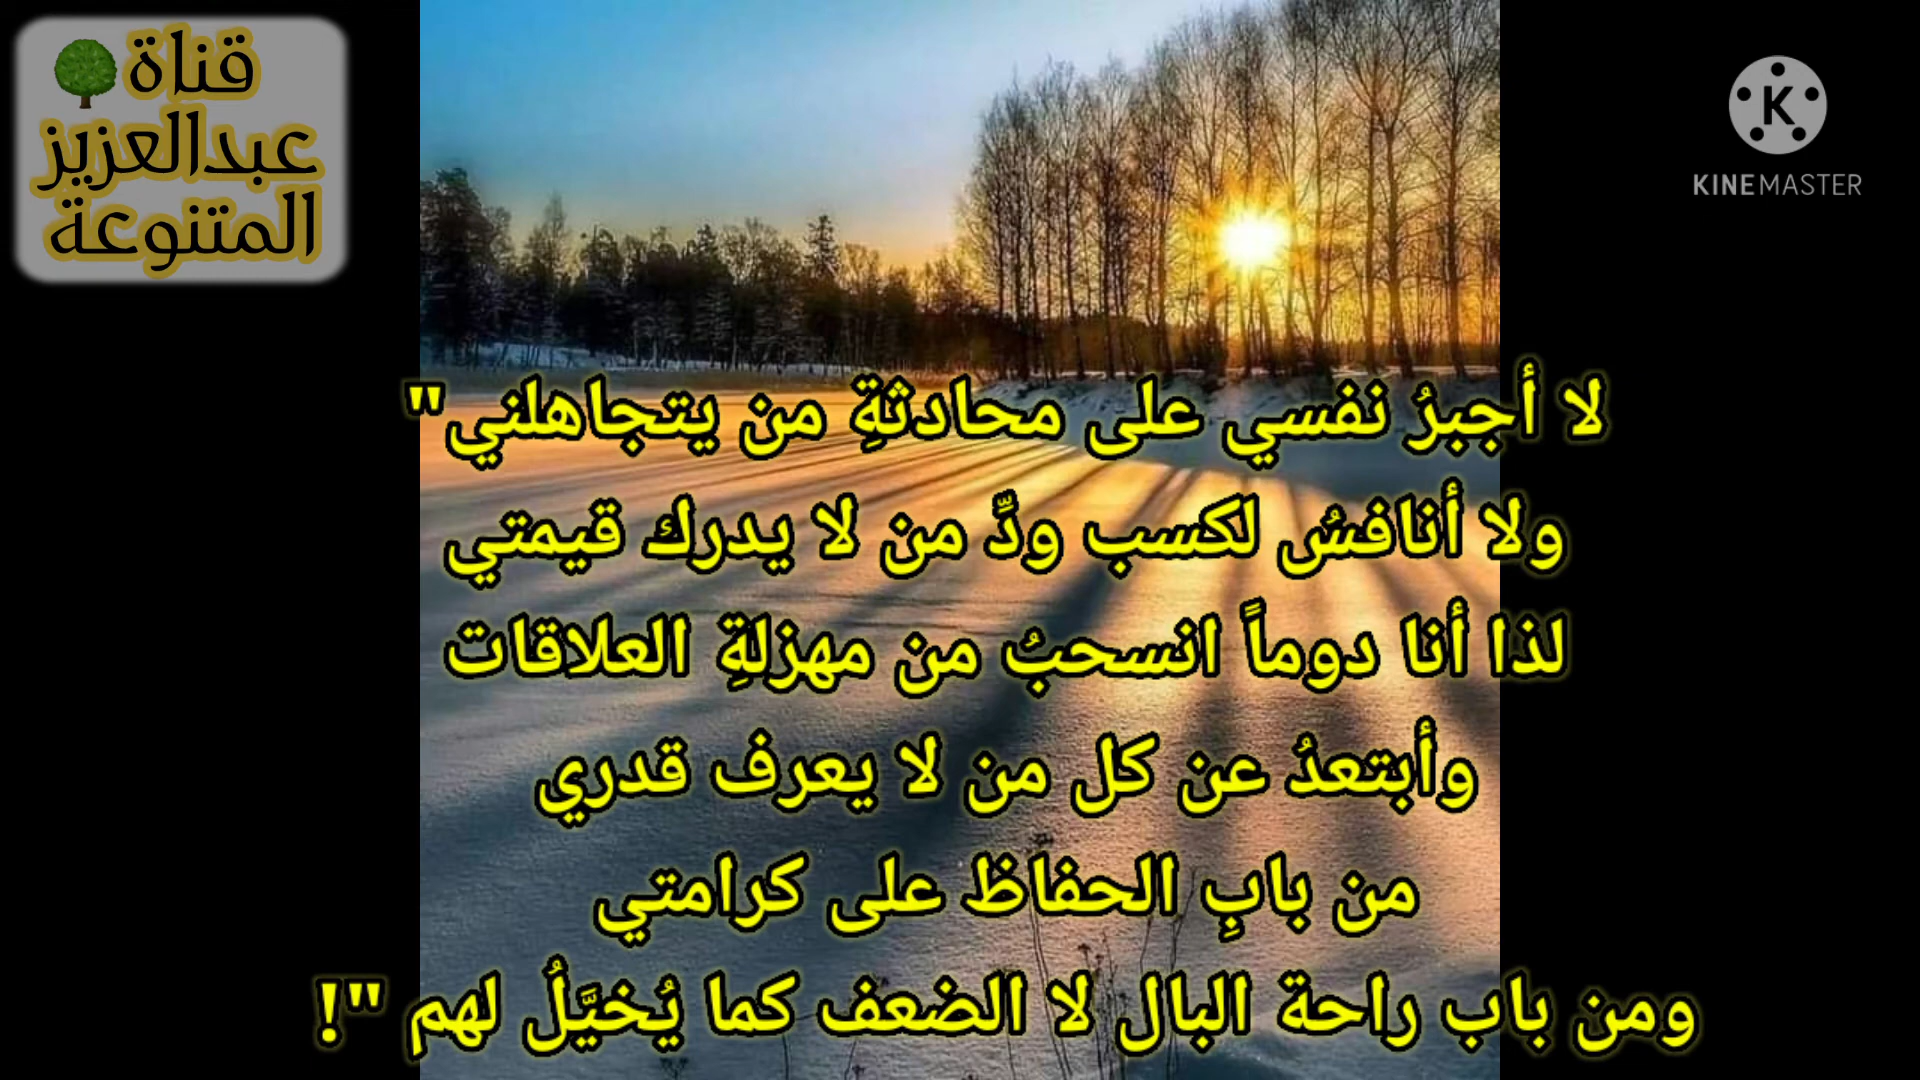 قناة
عبدالعزيز
المتنوعة
K
KINEMASTER
لا أجبرُ نفسي على محادثةِ من يتجاهلني"
ولا أنافسُ لكسب ودِّ من لا يدرك قيمتي
لذا أنا دوماً انسحبُ من مهزلةِ العلاقات
وأبتعدُ عن كل من لا يعرف قدري
من بابِ الحفاظ على كرامتي
ومن باب راحة البال لا الضعف كما يُخيَّلُ لهم "!